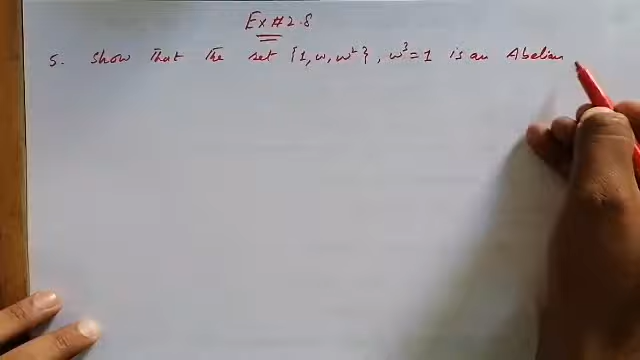 Ex # 2.8
5. Show That The set {1, ω, ω²}, ω³ = 1 is an Abelian